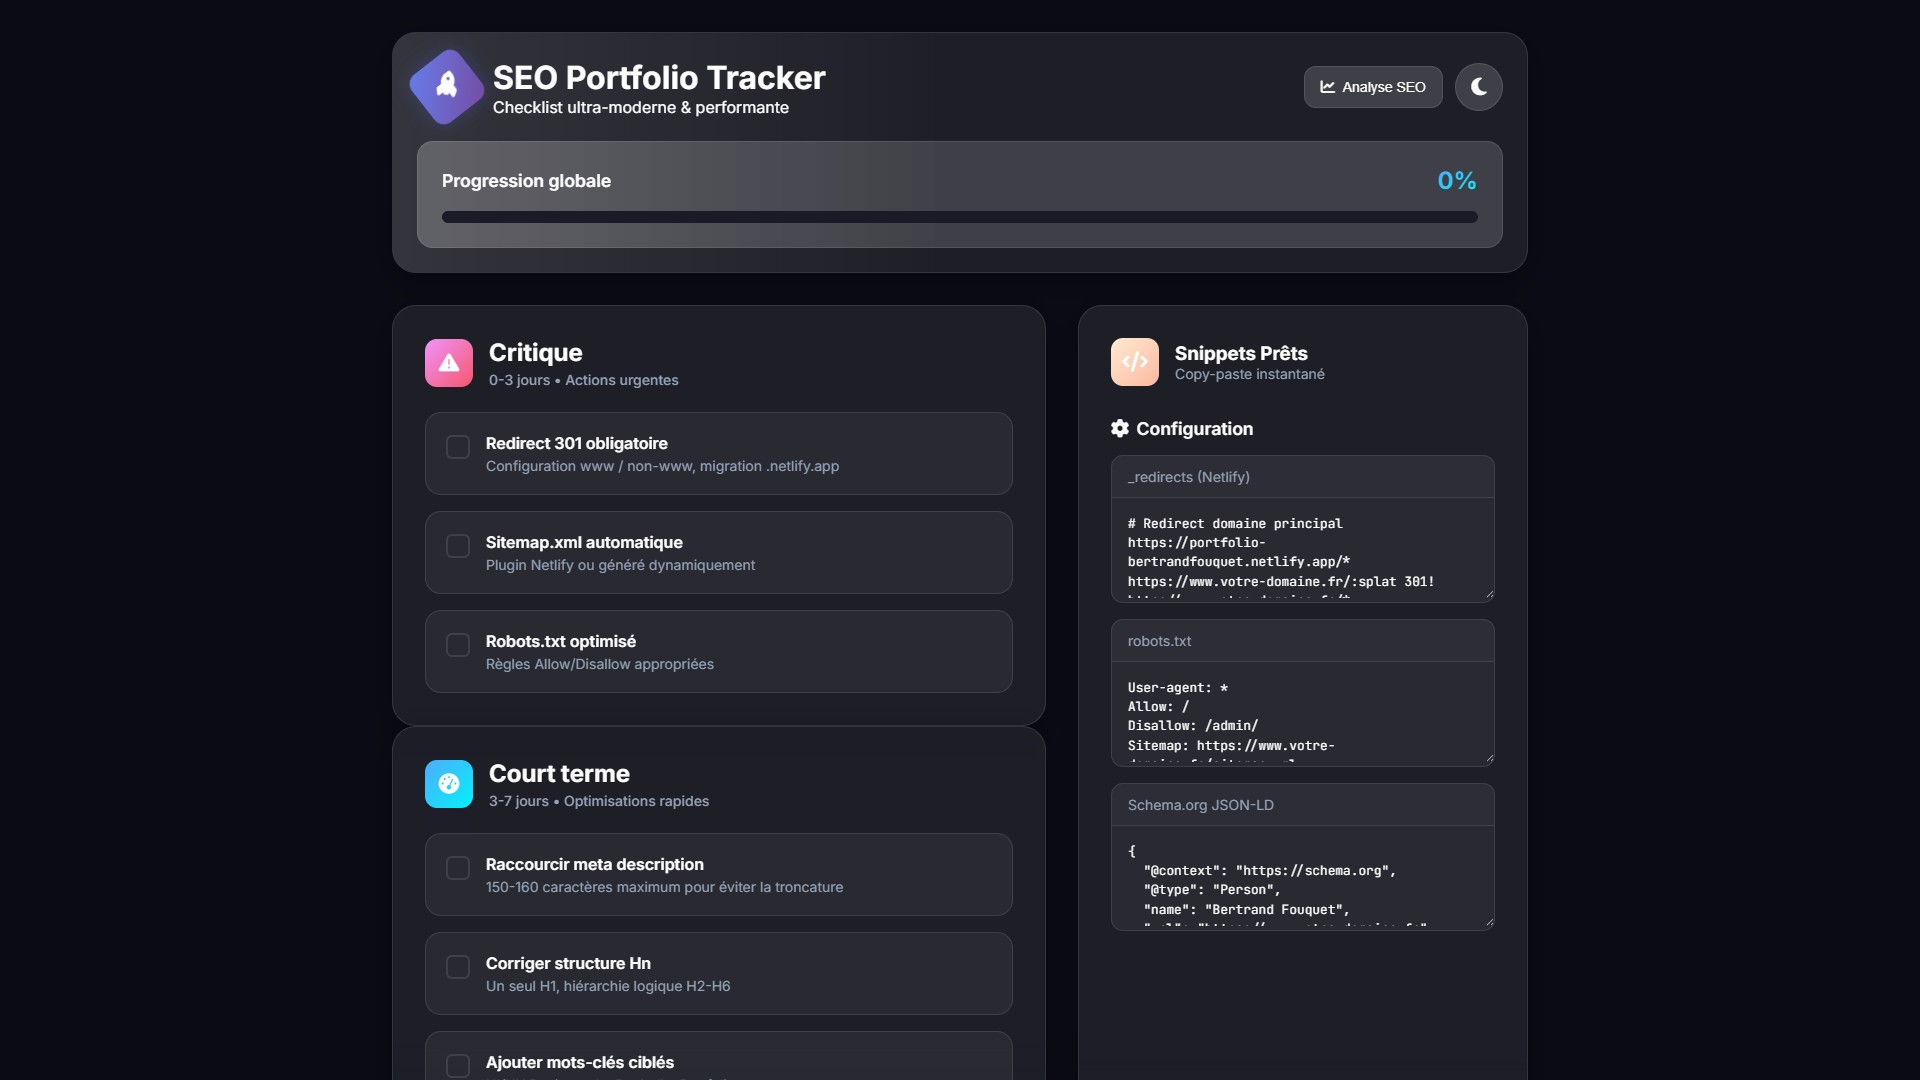 SEO Portfolio Tracker
Checklist ultra-moderne & performante
Analyse SEO
Progression globale
0%
Critique
0-3 jours • Actions urgentes
Redirect 301 obligatoire
Configuration www / non-www, migration .netlify.app
Sitemap.xml automatique
Plugin Netlify ou généré dynamiquement
Robots.txt optimisé
Règles Allow/Disallow appropriées
Court terme
3-7 jours • Optimisations rapides
Raccourcir meta description
150-160 caractères maximum pour éviter la troncature
Corriger structure Hn
Un seul H1, hiérarchie logique H2-H6
Ajouter mots-clés ciblés
Snippets Prêts
Copy-paste instantané
Configuration
_redirects (Netlify)
# Redirect domaine principal
https://portfolio-
bertrandfouquet.netlify.app/*
https://www.votre-domaine.fr/:splat 301!
robots.txt
User-agent: *
Allow: /
Disallow: /admin/
Sitemap: https://www.votre-
Schema.org JSON-LD
{
"@context": "https://schema.org",
"@type": "Person",
"name": "Bertrand Fouquet",